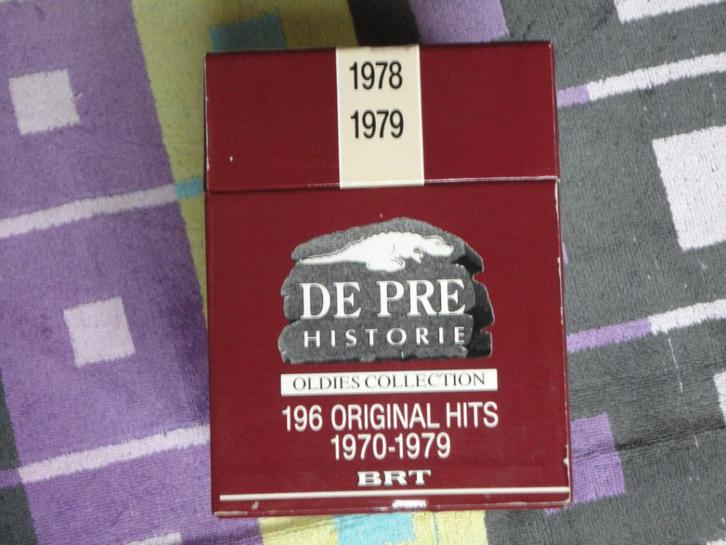 1978
1979
DE PRE
HISTORIE
OLDIES COLLECTION
196 ORIGINAL HITS
1970-1979
BRT